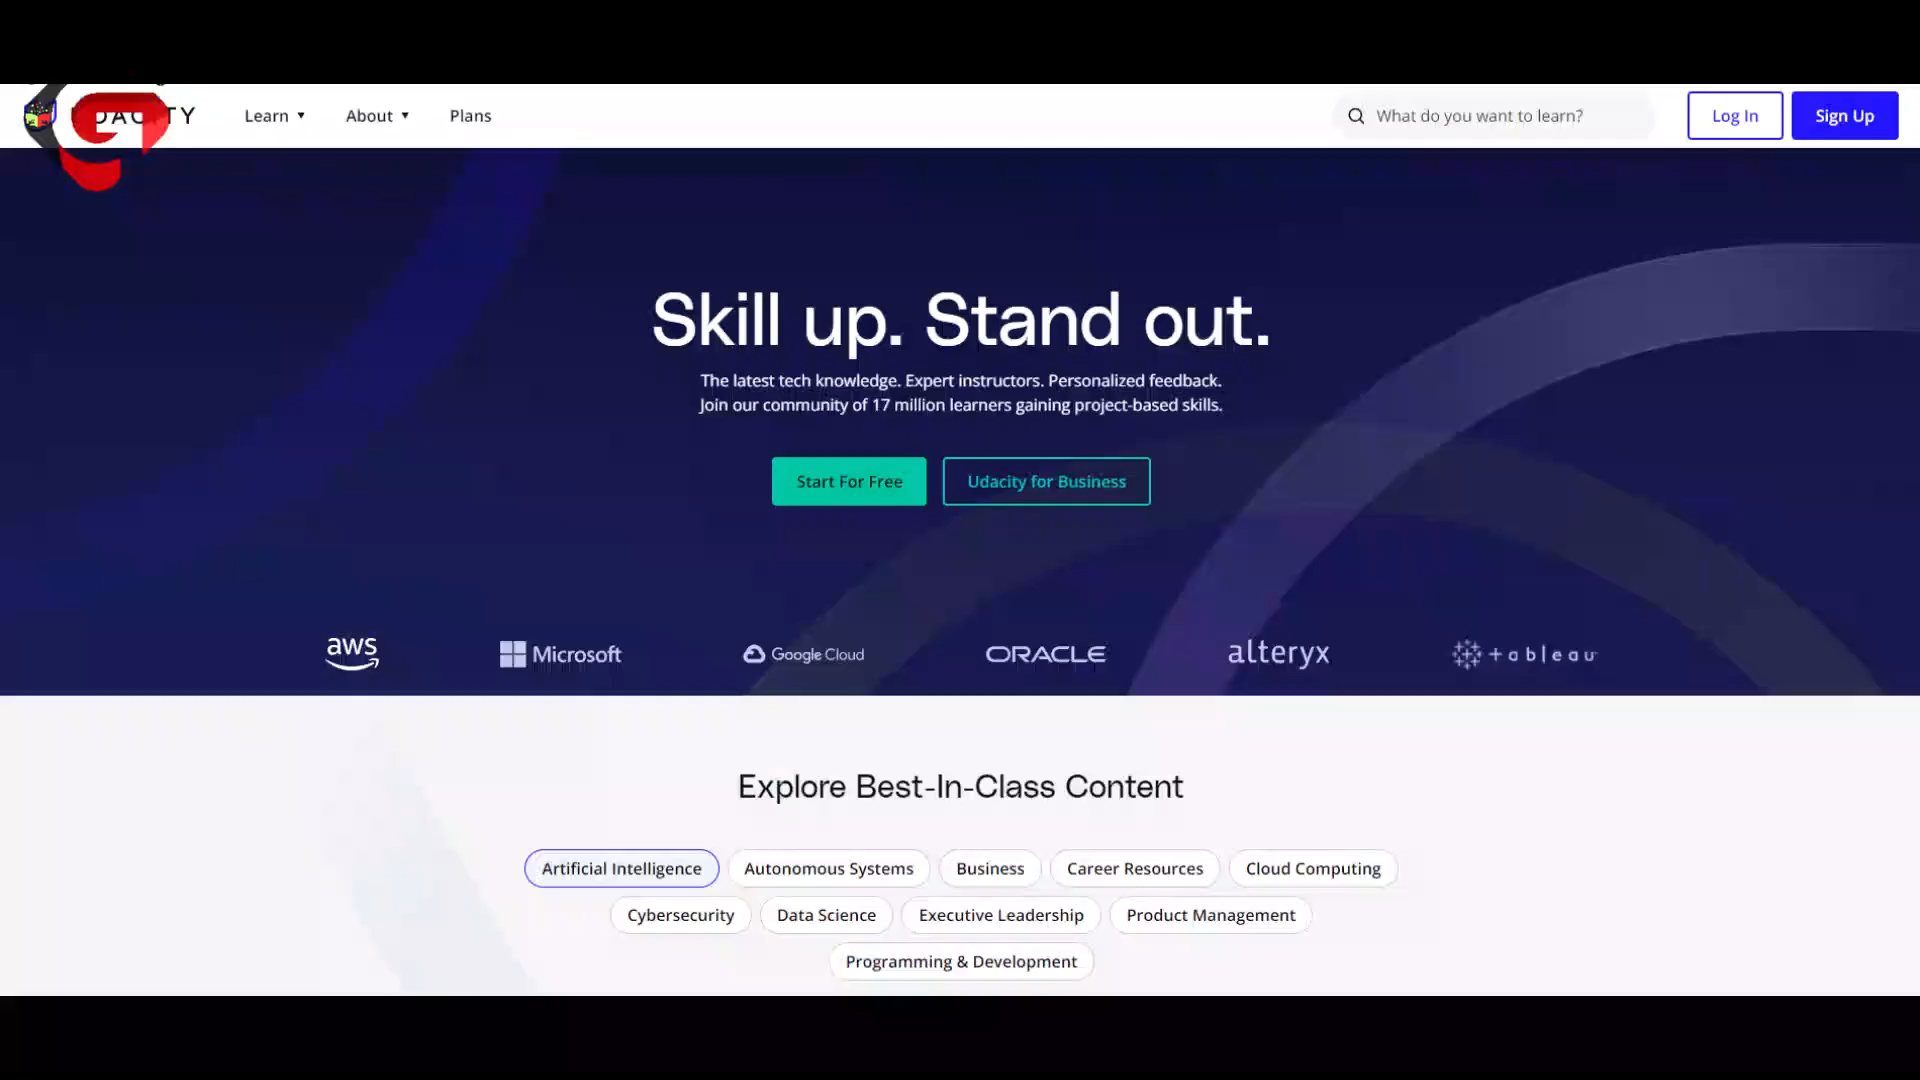 Learn
About
Plans
What do you want to learn?
Log In
Sign Up
Skill up. Stand out.
The latest tech knowledge. Expert instructors. Personalized feedback.
Join our community of 17 million learners gaining project-based skills.
Start For Free
Udacity for Business
aws
Microsoft
Google Cloud
ORACLE
alteryx
+ableau
Explore Best-In-Class Content
Artificial Intelligence
Autonomous Systems
Business
Career Resources
Cloud Computing
Cybersecurity
Data Science
Executive Leadership
Product Management
Programming & Development